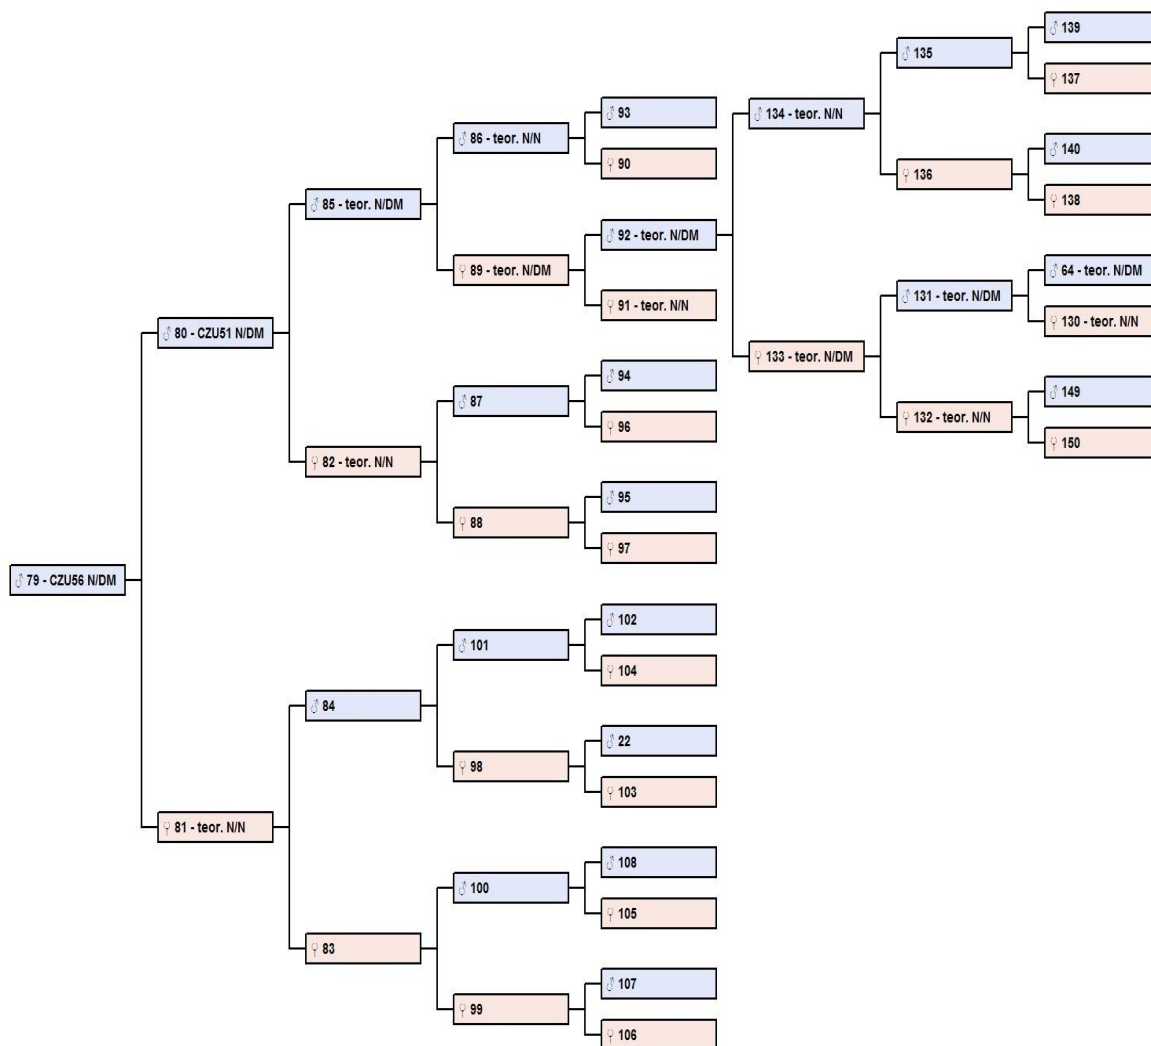 ♂ 139
♂ 135
♀ 137
♂ 93
♂ 134 - teor. N/N
♂ 86 - teor. N/N
♂ 140
♀ 90
♀ 136
♀ 138
♂ 85 - teor. N/DM
♂ 92 - teor. N/DM
♀ 89 - teor. N/DM
♂ 64 - teor. N/DM
♂ 131 - teor. N/DM
♀ 91 - teor. N/N
♀ 130 - teor. N/N
♂ 80 - CZU51 N/DM
♀ 133 - teor. N/DM
♂ 94
♂ 149
♂ 87
♀ 132 - teor. N/N
♀ 96
♀ 150
♀ 82 - teor. N/N
♂ 95
♀ 88
♀ 97
♂ 79 - CZU56 N/DM
♂ 102
♂ 101
♀ 104
♂ 84
♂ 22
♀ 98
♀ 103
♀ 81 - teor. N/N
♂ 108
♂ 100
♀ 105
♀ 83
♂ 107
♀ 99
♀ 106